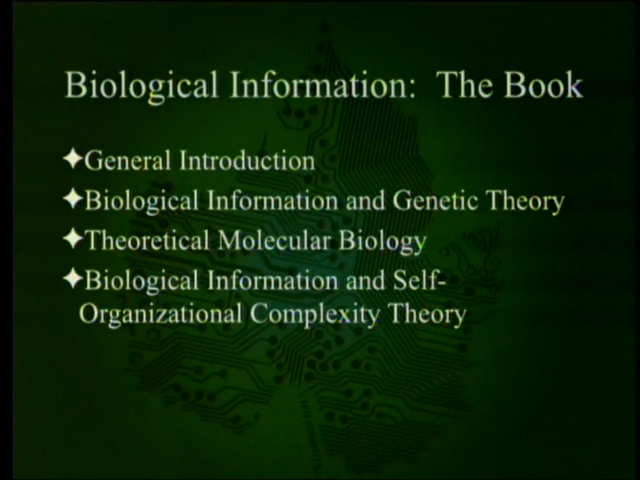 Biological Information:  The Book
General Introduction
Biological Information and Genetic Theory
Theoretical Molecular Biology
Biological Information and Self-
Organizational Complexity Theory